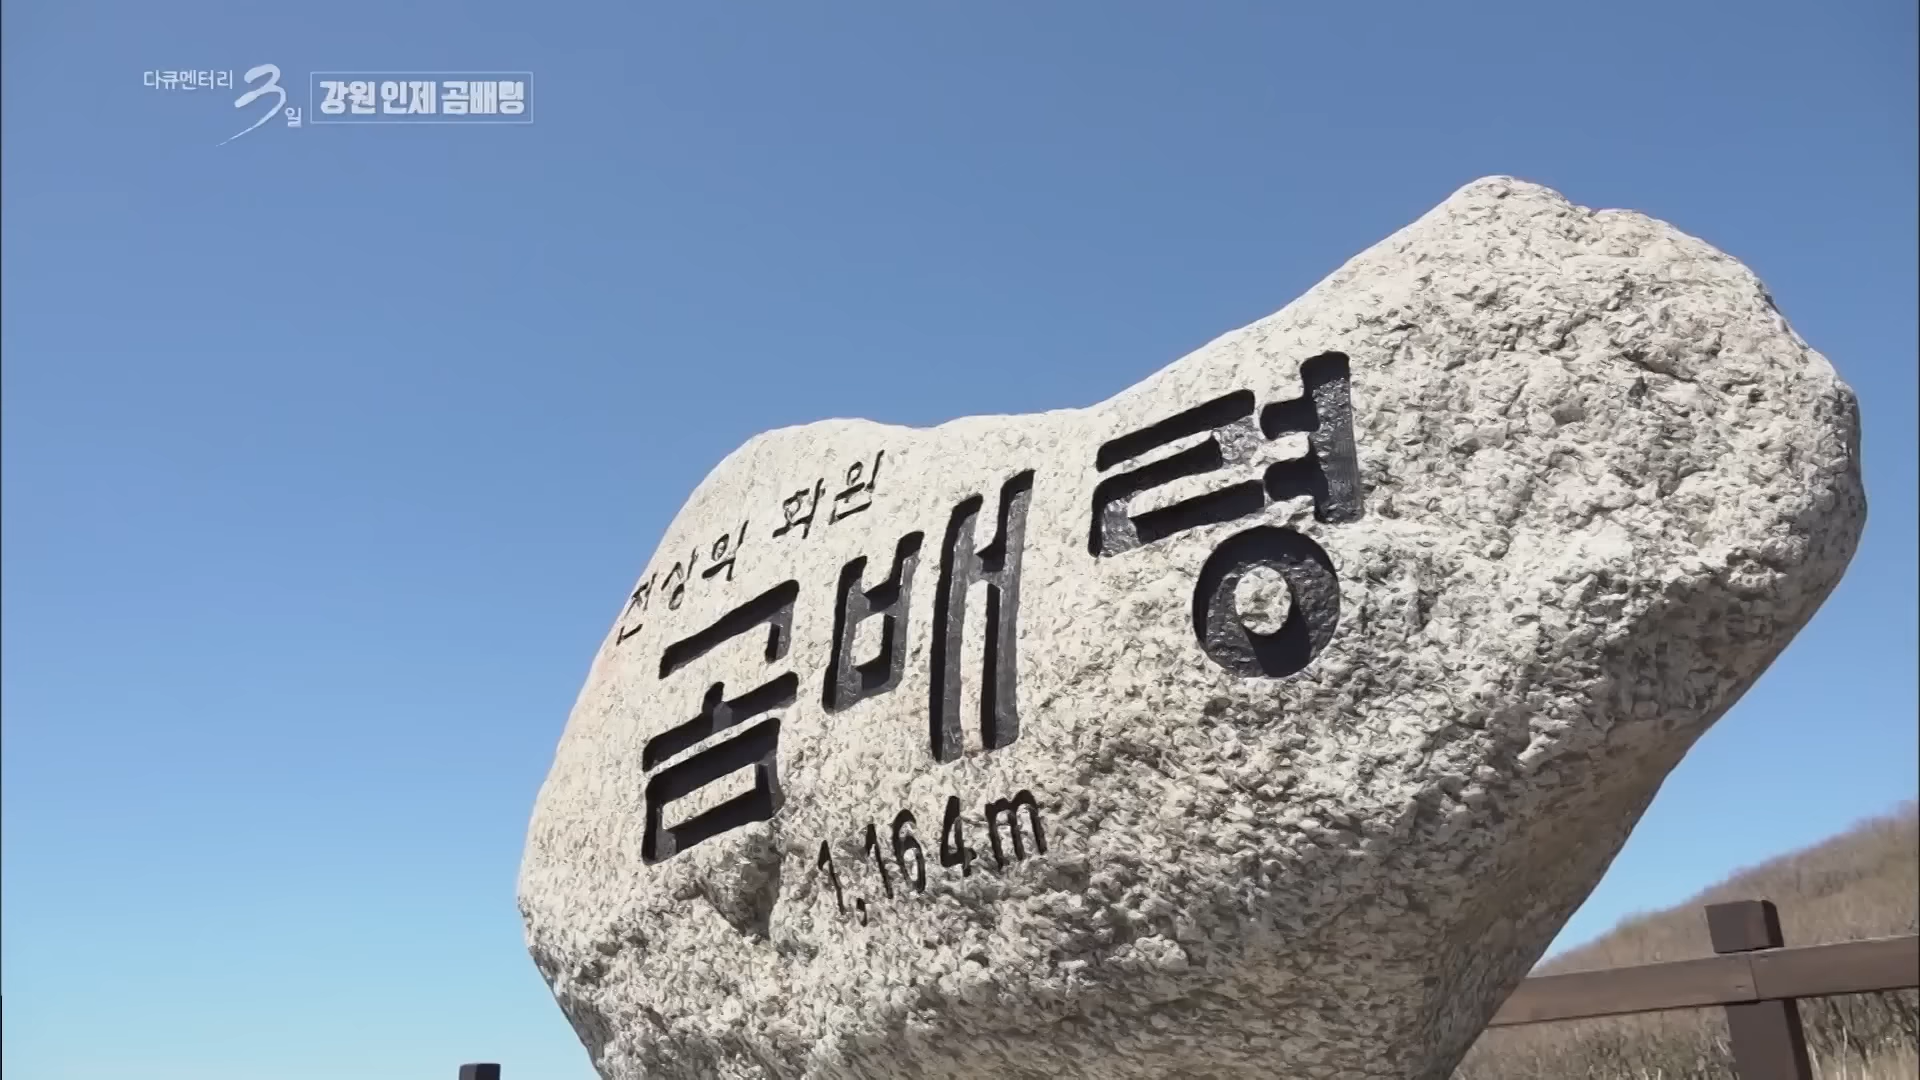 다큐멘터리 3일
강원 인제 곰배령
천상의 화원
곰배령
1,164m